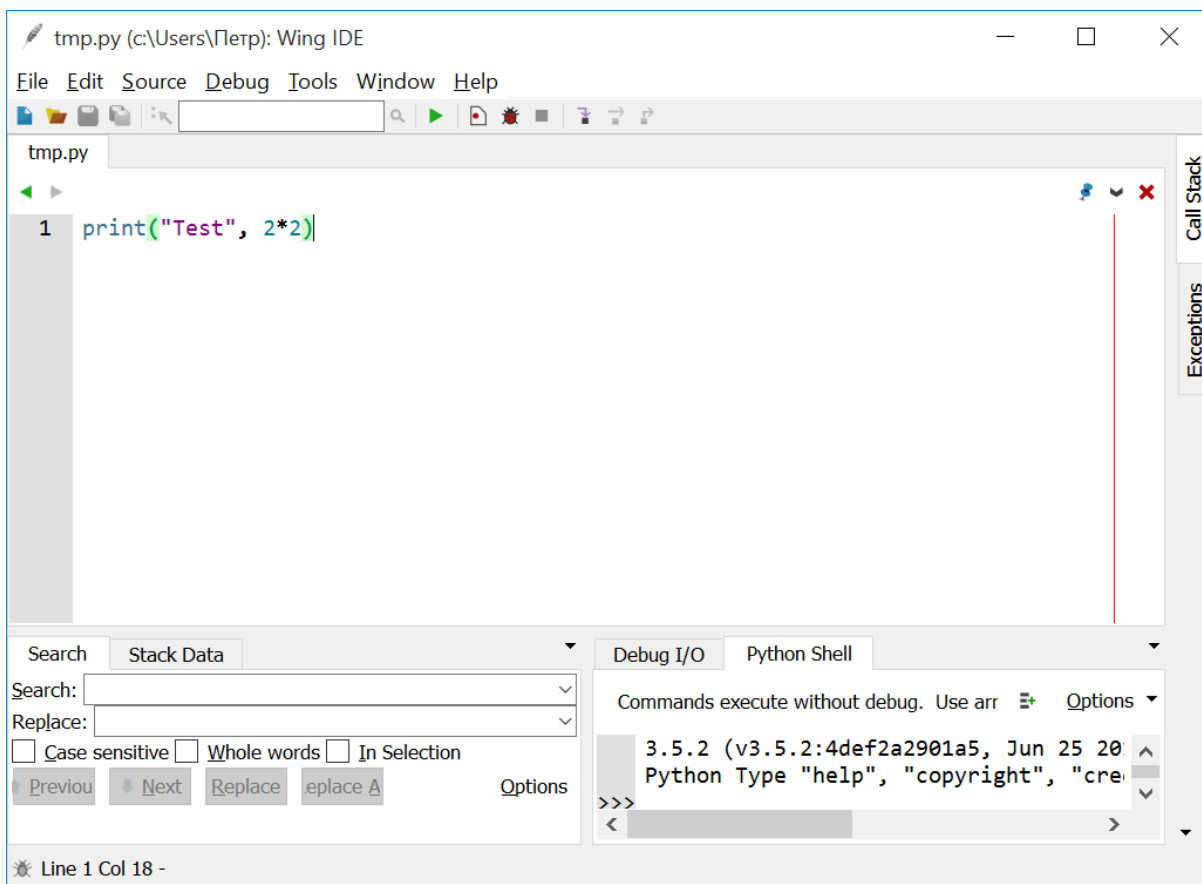 tmp.py (c:\Users\Петр): Wing IDE
File Edit Source Debug Tools Window Help
tmp.py
1 print("Test", 2*2)
Call Stack
Exceptions
Search Stack Data
Search:
Replace:
Case sensitive Whole words In Selection
Previou Next Replace eplace A Options
Debug I/O Python Shell
Commands execute without debug. Use arr Options
3.5.2 (v3.5.2:4def2a2901a5, Jun 25 20
Python Type "help", "copyright", "cre
>>>
Line 1 Col 18 -